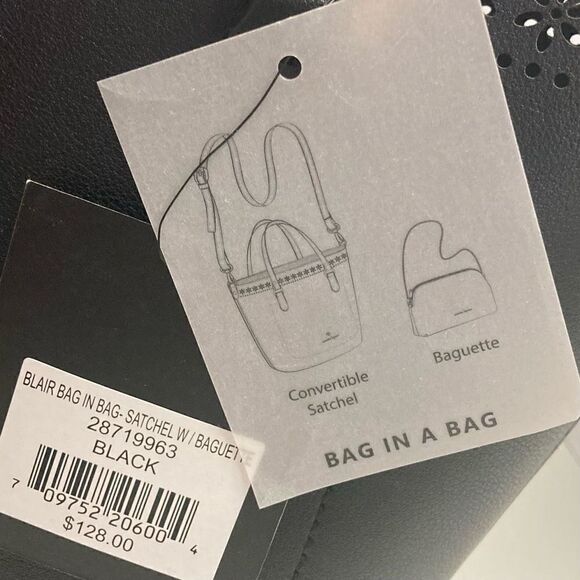 Convertible
Satchel
Baguette
BAG IN A BAG
BLAIR BAG IN BAG- SATCHEL W / BAGUETTE
28719963
BLACK
7 09752 20600 4
$128.00